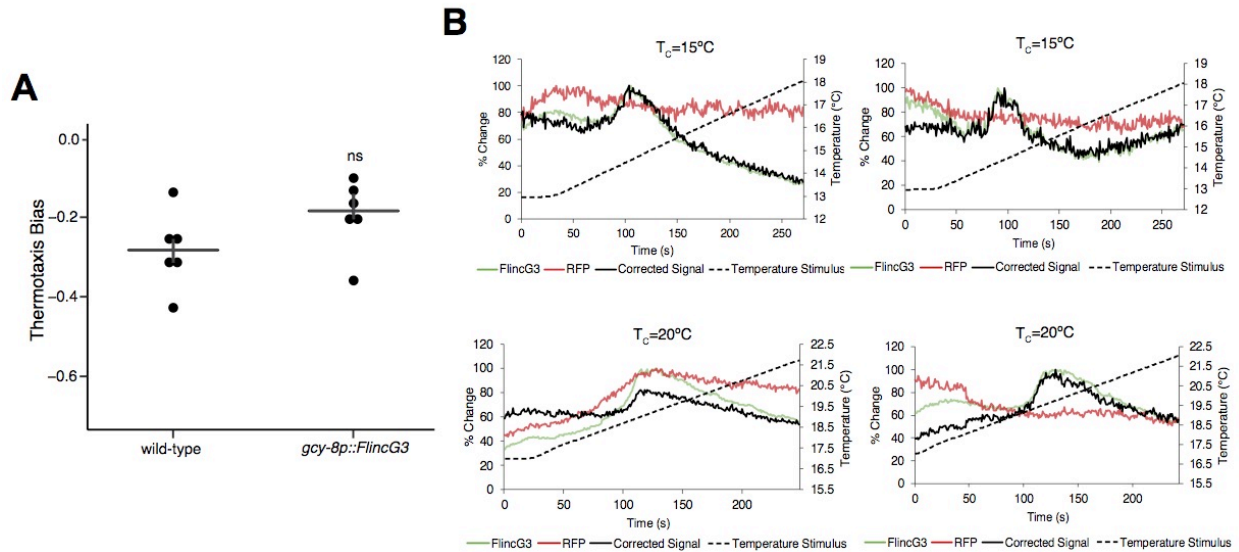 A
0.0
−0.2
−0.4
−0.6
Thermotaxis Bias
ns
wild-type
gcy-8p::FlincG3
B
Tc=15ºC
120
100
80
60
40
20
0
% Change
19
18
17
16
15
14
13
12
Temperature (°C)
0 50 100 150 200 250
Time (s)
FlincG3 RFP Corrected Signal Temperature Stimulus
Tc=15ºC
120
100
80
60
40
20
0
% Change
19
18
17
16
15
14
13
12
Temperature (°C)
0 50 100 150 200 250
Time (s)
FlincG3 RFP Corrected Signal Temperature Stimulus
Tc=20ºC
120
100
80
60
40
20
0
% Change
22.5
21.5
20.5
19.5
18.5
17.5
16.5
15.5
Temperature (°C)
0 50 100 150 200
Time (s)
FlincG3 RFP Corrected Signal Temperature Stimulus
Tc=20ºC
120
100
80
60
40
20
0
% Change
22.5
21.5
20.5
19.5
18.5
17.5
16.5
15.5
Temperature (°C)
0 50 100 150 200
Time (s)
FlincG3 RFP Corrected Signal Temperature Stimulus